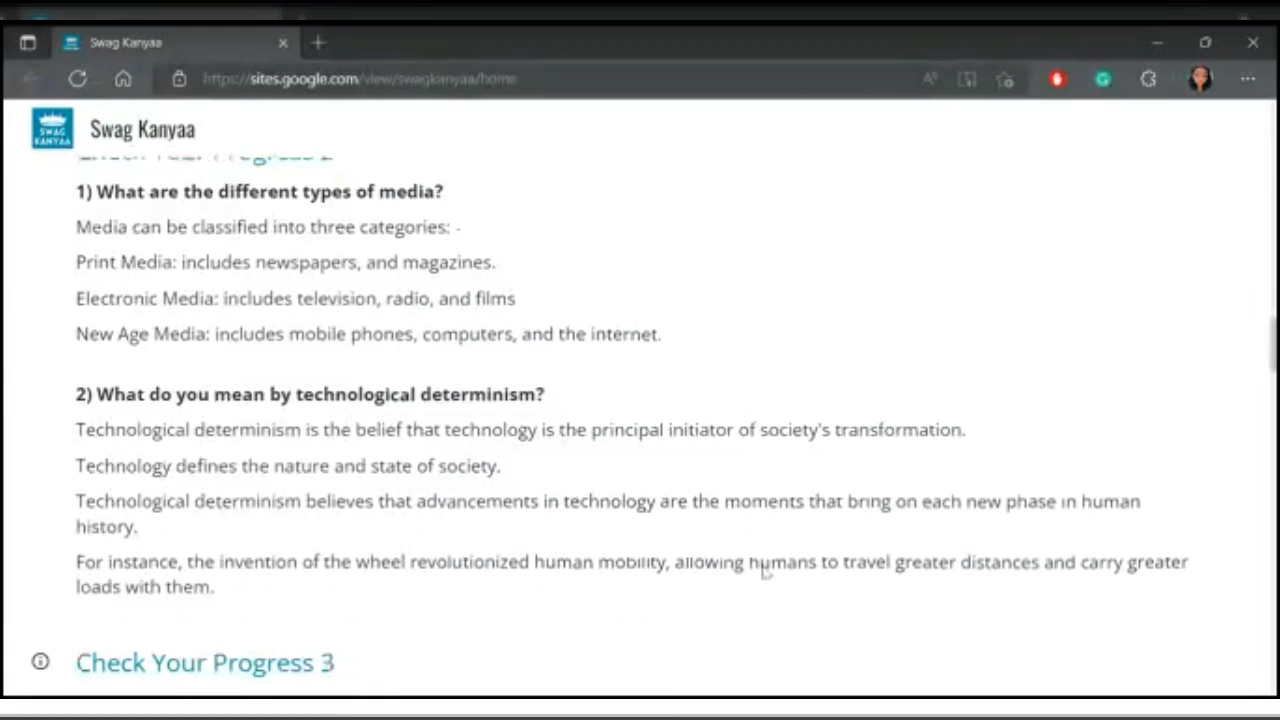 Swag Kanyaa
https://sites.google.com/view/swagkanyaa/home
SWAG
KANYAA
Swag Kanyaa
1) What are the different types of media?
Media can be classified into three categories: -
Print Media: includes newspapers, and magazines.
Electronic Media: includes television, radio, and films
New Age Media: includes mobile phones, computers, and the internet.
2) What do you mean by technological determinism?
Technological determinism is the belief that technology is the principal initiator of society's transformation.
Technology defines the nature and state of society.
Technological determinism believes that advancements in technology are the moments that bring on each new phase in human
history.
For instance, the invention of the wheel revolutionized human mobility, allowing humans to travel greater distances and carry greater
loads with them.
Check Your Progress 3